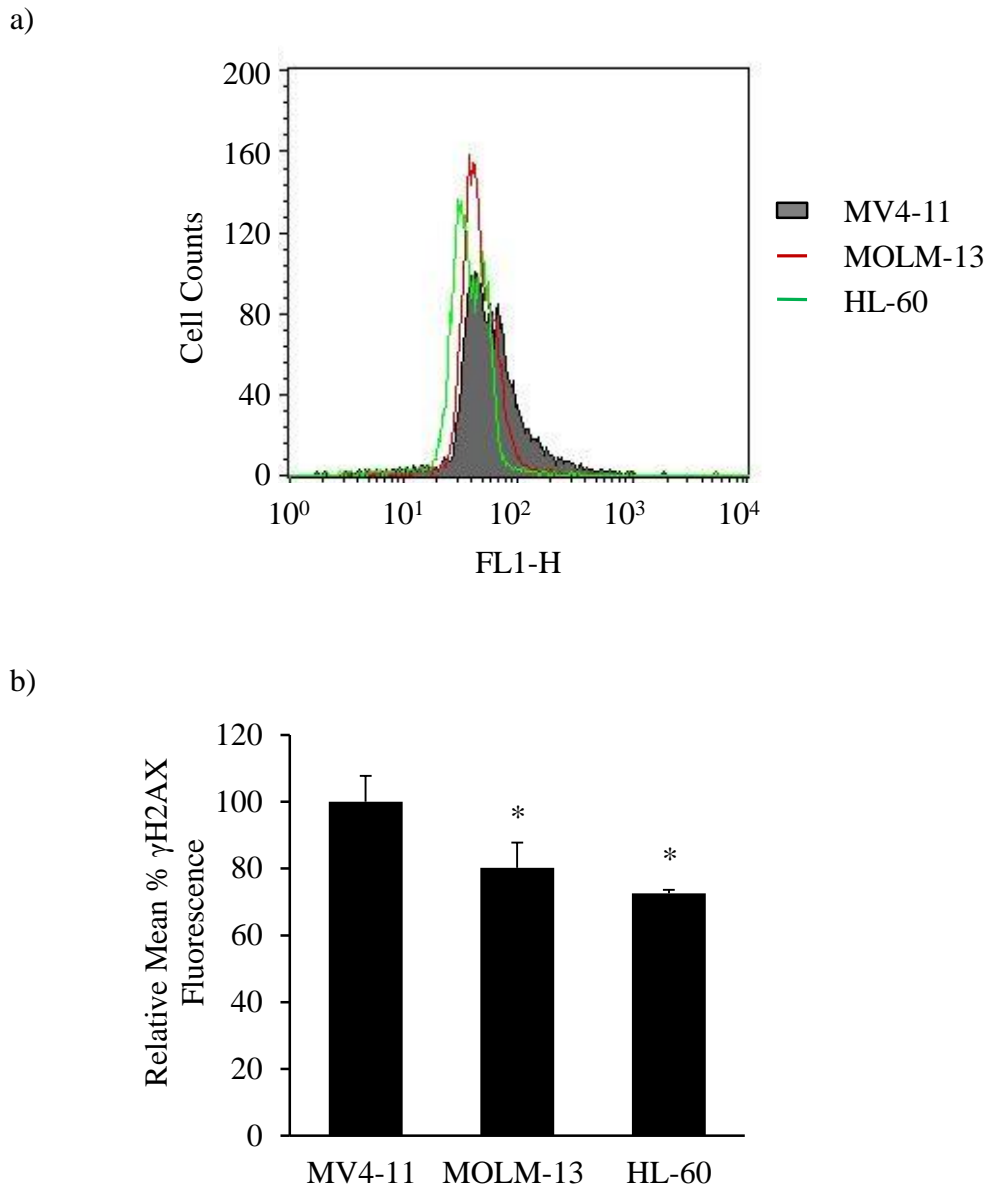 a)
200
160
120
80
40
0
Cell Counts
10⁰ 10¹ 10² 10³ 10⁴
FL1-H
MV4-11
MOLM-13
HL-60
b)
120
100
80
60
40
20
0
Relative Mean % γH2AX
Fluorescence
*
*
MV4-11 MOLM-13 HL-60